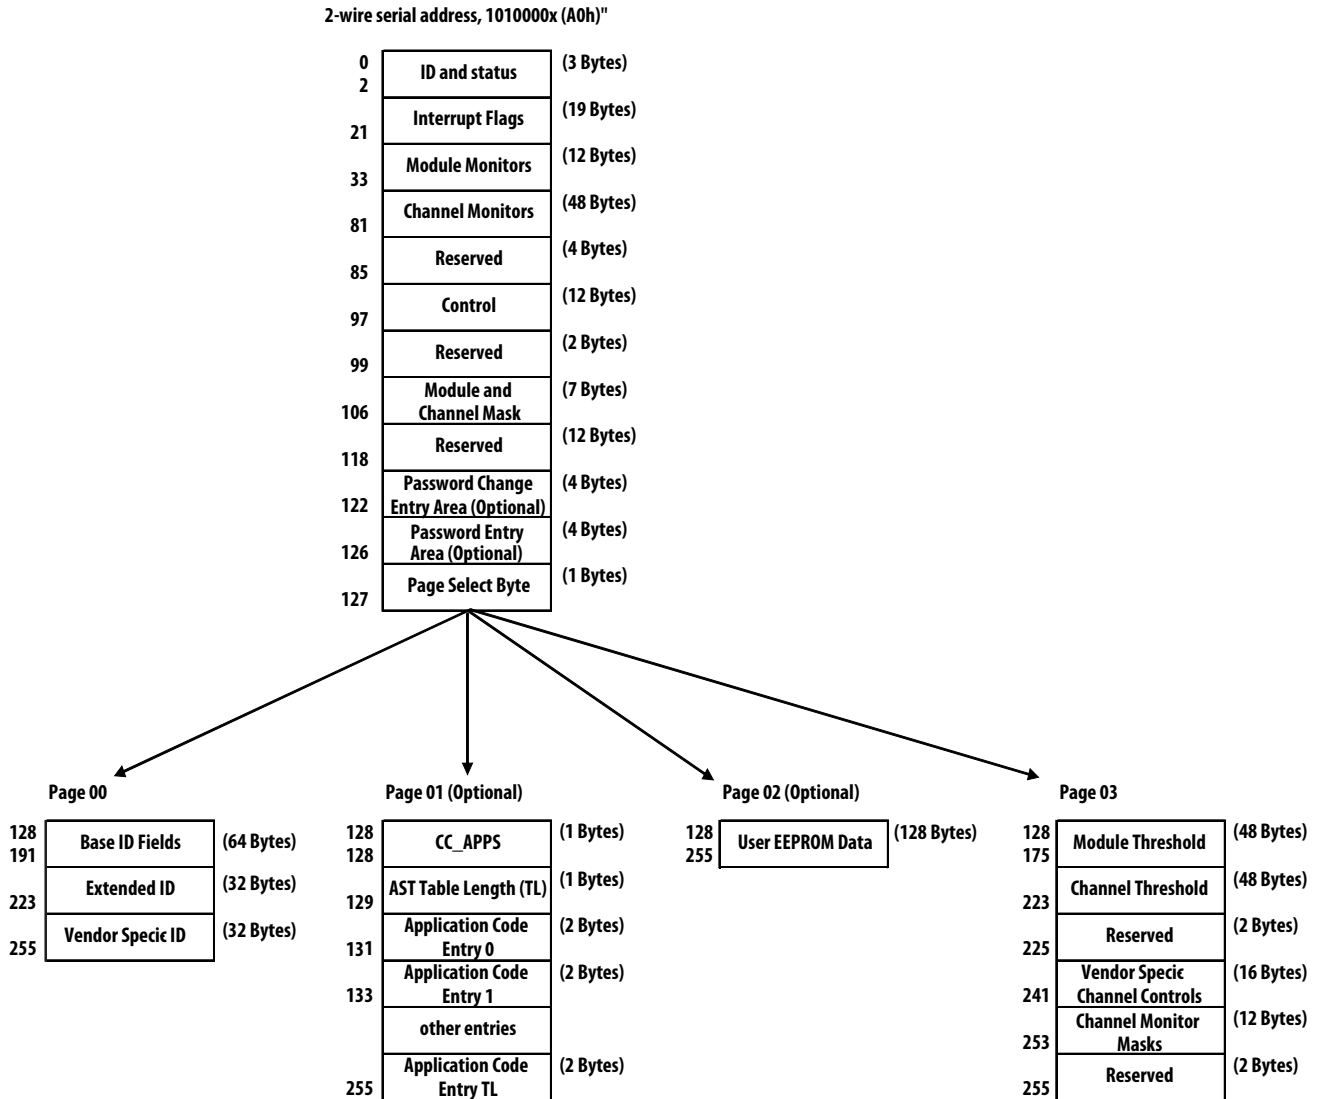 2-wire serial address, 1010000x (A0h)"
0
2
ID and status
(3 Bytes)
21
Interrupt Flags
(19 Bytes)
33
Module Monitors
(12 Bytes)
81
Channel Monitors
(48 Bytes)
85
Reserved
(4 Bytes)
97
Control
(12 Bytes)
99
Reserved
(2 Bytes)
106
Module and
Channel Mask
(7 Bytes)
118
Reserved
(12 Bytes)
122
Password Change
Entry Area (Optional)
(4 Bytes)
126
Password Entry
Area (Optional)
(4 Bytes)
127
Page Select Byte
(1 Bytes)
Page 00
128
191
Base ID Fields
(64 Bytes)
223
Extended ID
(32 Bytes)
255
Vendor Specic ID
(32 Bytes)
Page 01 (Optional)
128
128
CC_APPS
(1 Bytes)
129
AST Table Length (TL)
(1 Bytes)
131
Application Code
Entry 0
(2 Bytes)
133
Application Code
Entry 1
(2 Bytes)
other entries
255
Application Code
Entry TL
(2 Bytes)
Page 02 (Optional)
128
255
User EEPROM Data
(128 Bytes)
Page 03
128
175
Module Threshold
(48 Bytes)
223
Channel Threshold
(48 Bytes)
225
Reserved
(2 Bytes)
241
Vendor Specic
Channel Controls
(16 Bytes)
253
Channel Monitor
Masks
(12 Bytes)
255
Reserved
(2 Bytes)